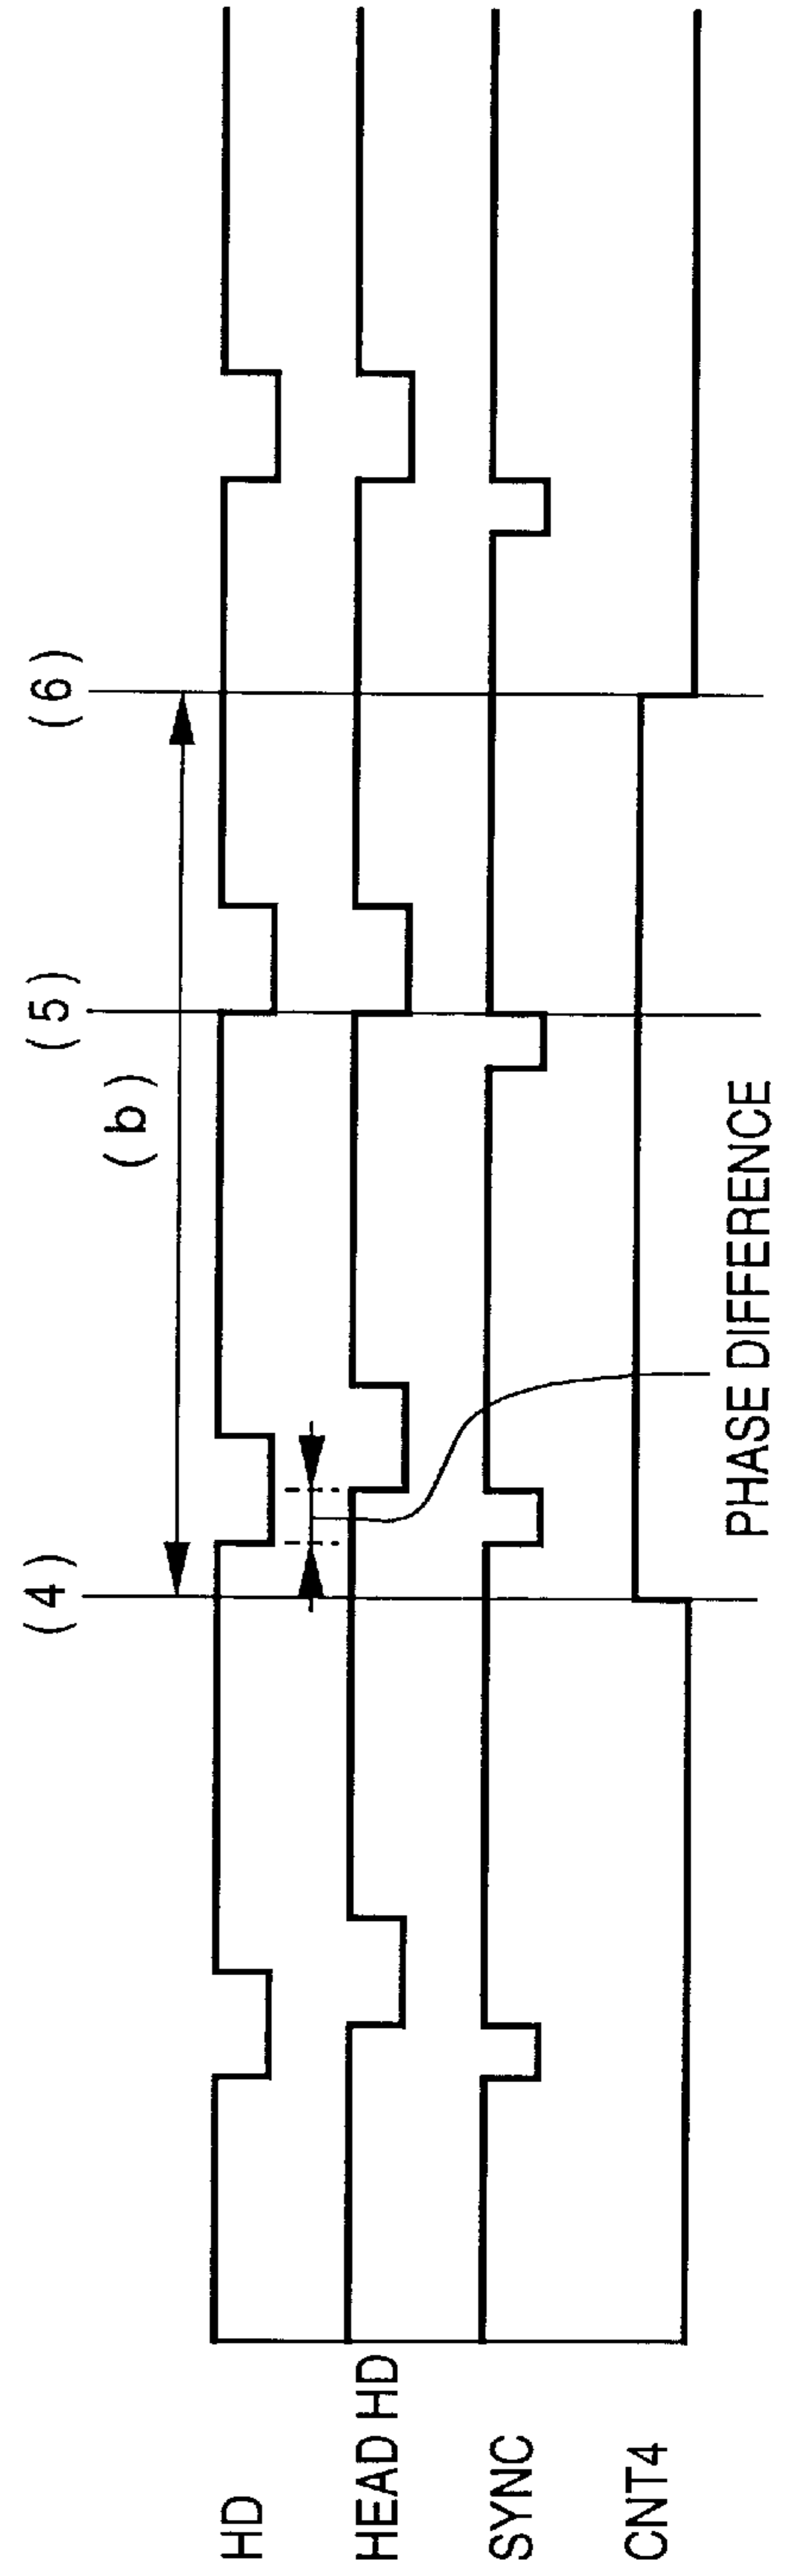 (4)
(5)
(6)
(b)
HD
HEAD HD
SYNC
CNT4
PHASE DIFFERENCE